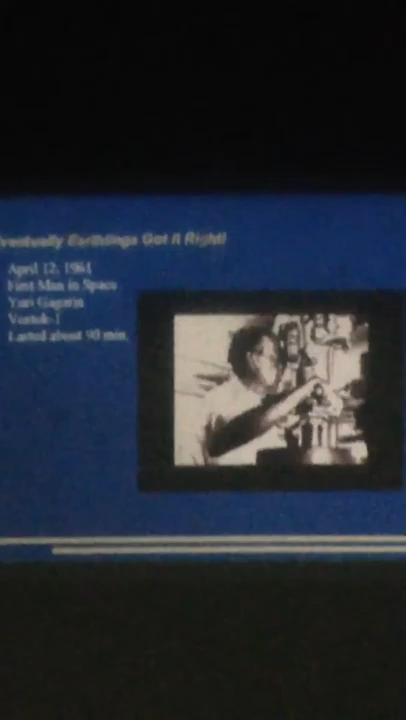 ventually Earthlings Got It Right!
April 12, 1961
First Man in Space
Yuri Gagarin
Vostok-1
Lasted about 90 min.